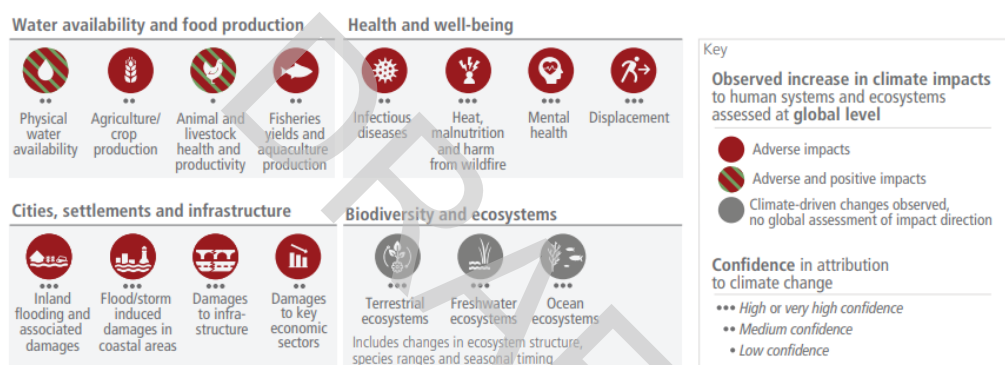 Water availability and food production
Physical
water
availability
Agriculture/
crop
production
Animal and
livestock
health and
productivity
Fisheries
yields and
aquaculture
production
Health and well-being
Infectious
diseases
Heat,
malnutrition
and harm
from wildfire
Mental
health
Displacement
Cities, settlements and infrastructure
Inland
flooding and
associated
damages
Flood/storm
induced
damages in
coastal areas
Damages
to infra-
structure
Damages
to key
economic
sectors
Biodiversity and ecosystems
Terrestrial
ecosystems
Freshwater
ecosystems
Ocean
ecosystems
Includes changes in ecosystem structure,
species ranges and seasonal timing
Key
Observed increase in climate impacts
to human systems and ecosystems
assessed at global level
Adverse impacts
Adverse and positive impacts
Climate-driven changes observed,
no global assessment of impact direction
Confidence in attribution
to climate change
••• High or very high confidence
•• Medium confidence
• Low confidence